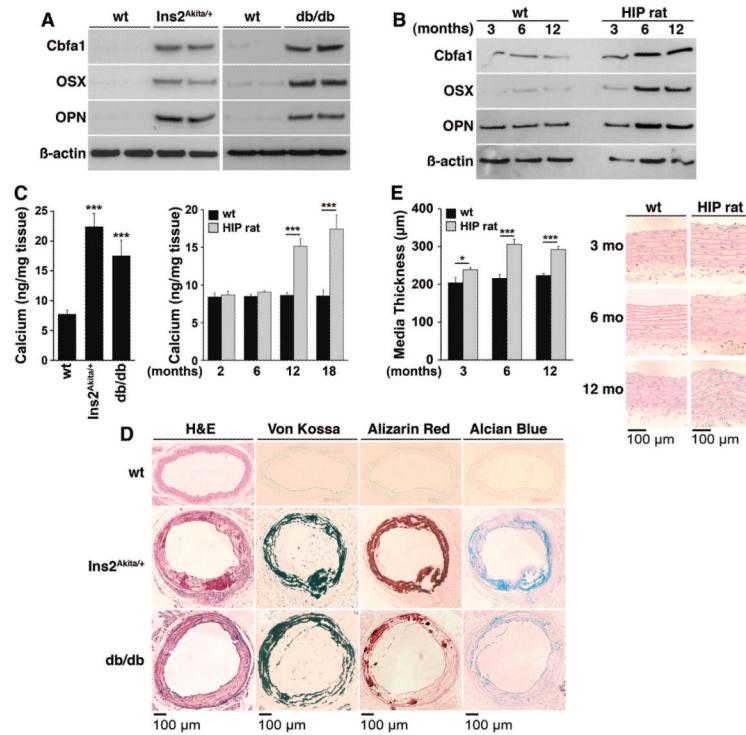 A
wt Ins2Akita/+ wt db/db
Cbfa1
OSX
OPN
ß-actin
B
wt HIP rat
(months) 3 6 12 3 6 12
Cbfa1
OSX
OPN
ß-actin
C
Calcium (ng/mg tissue)
25
20
15
10
5
0
***
***
wt
Ins2Akita/+
db/db
Calcium (ng/mg tissue)
20
15
10
5
0
wt
HIP rat
***
***
(months) 2 6 12 18
E
Media Thickness (µm)
400
300
200
100
0
wt
HIP rat
*
***
***
(months) 3 6 12
wt HIP rat
3 mo
6 mo
12 mo
100 µm 100 µm
D
H&E Von Kossa Alizarin Red Alcian Blue
wt
Ins2Akita/+
db/db
100 µm 100 µm 100 µm 100 µm